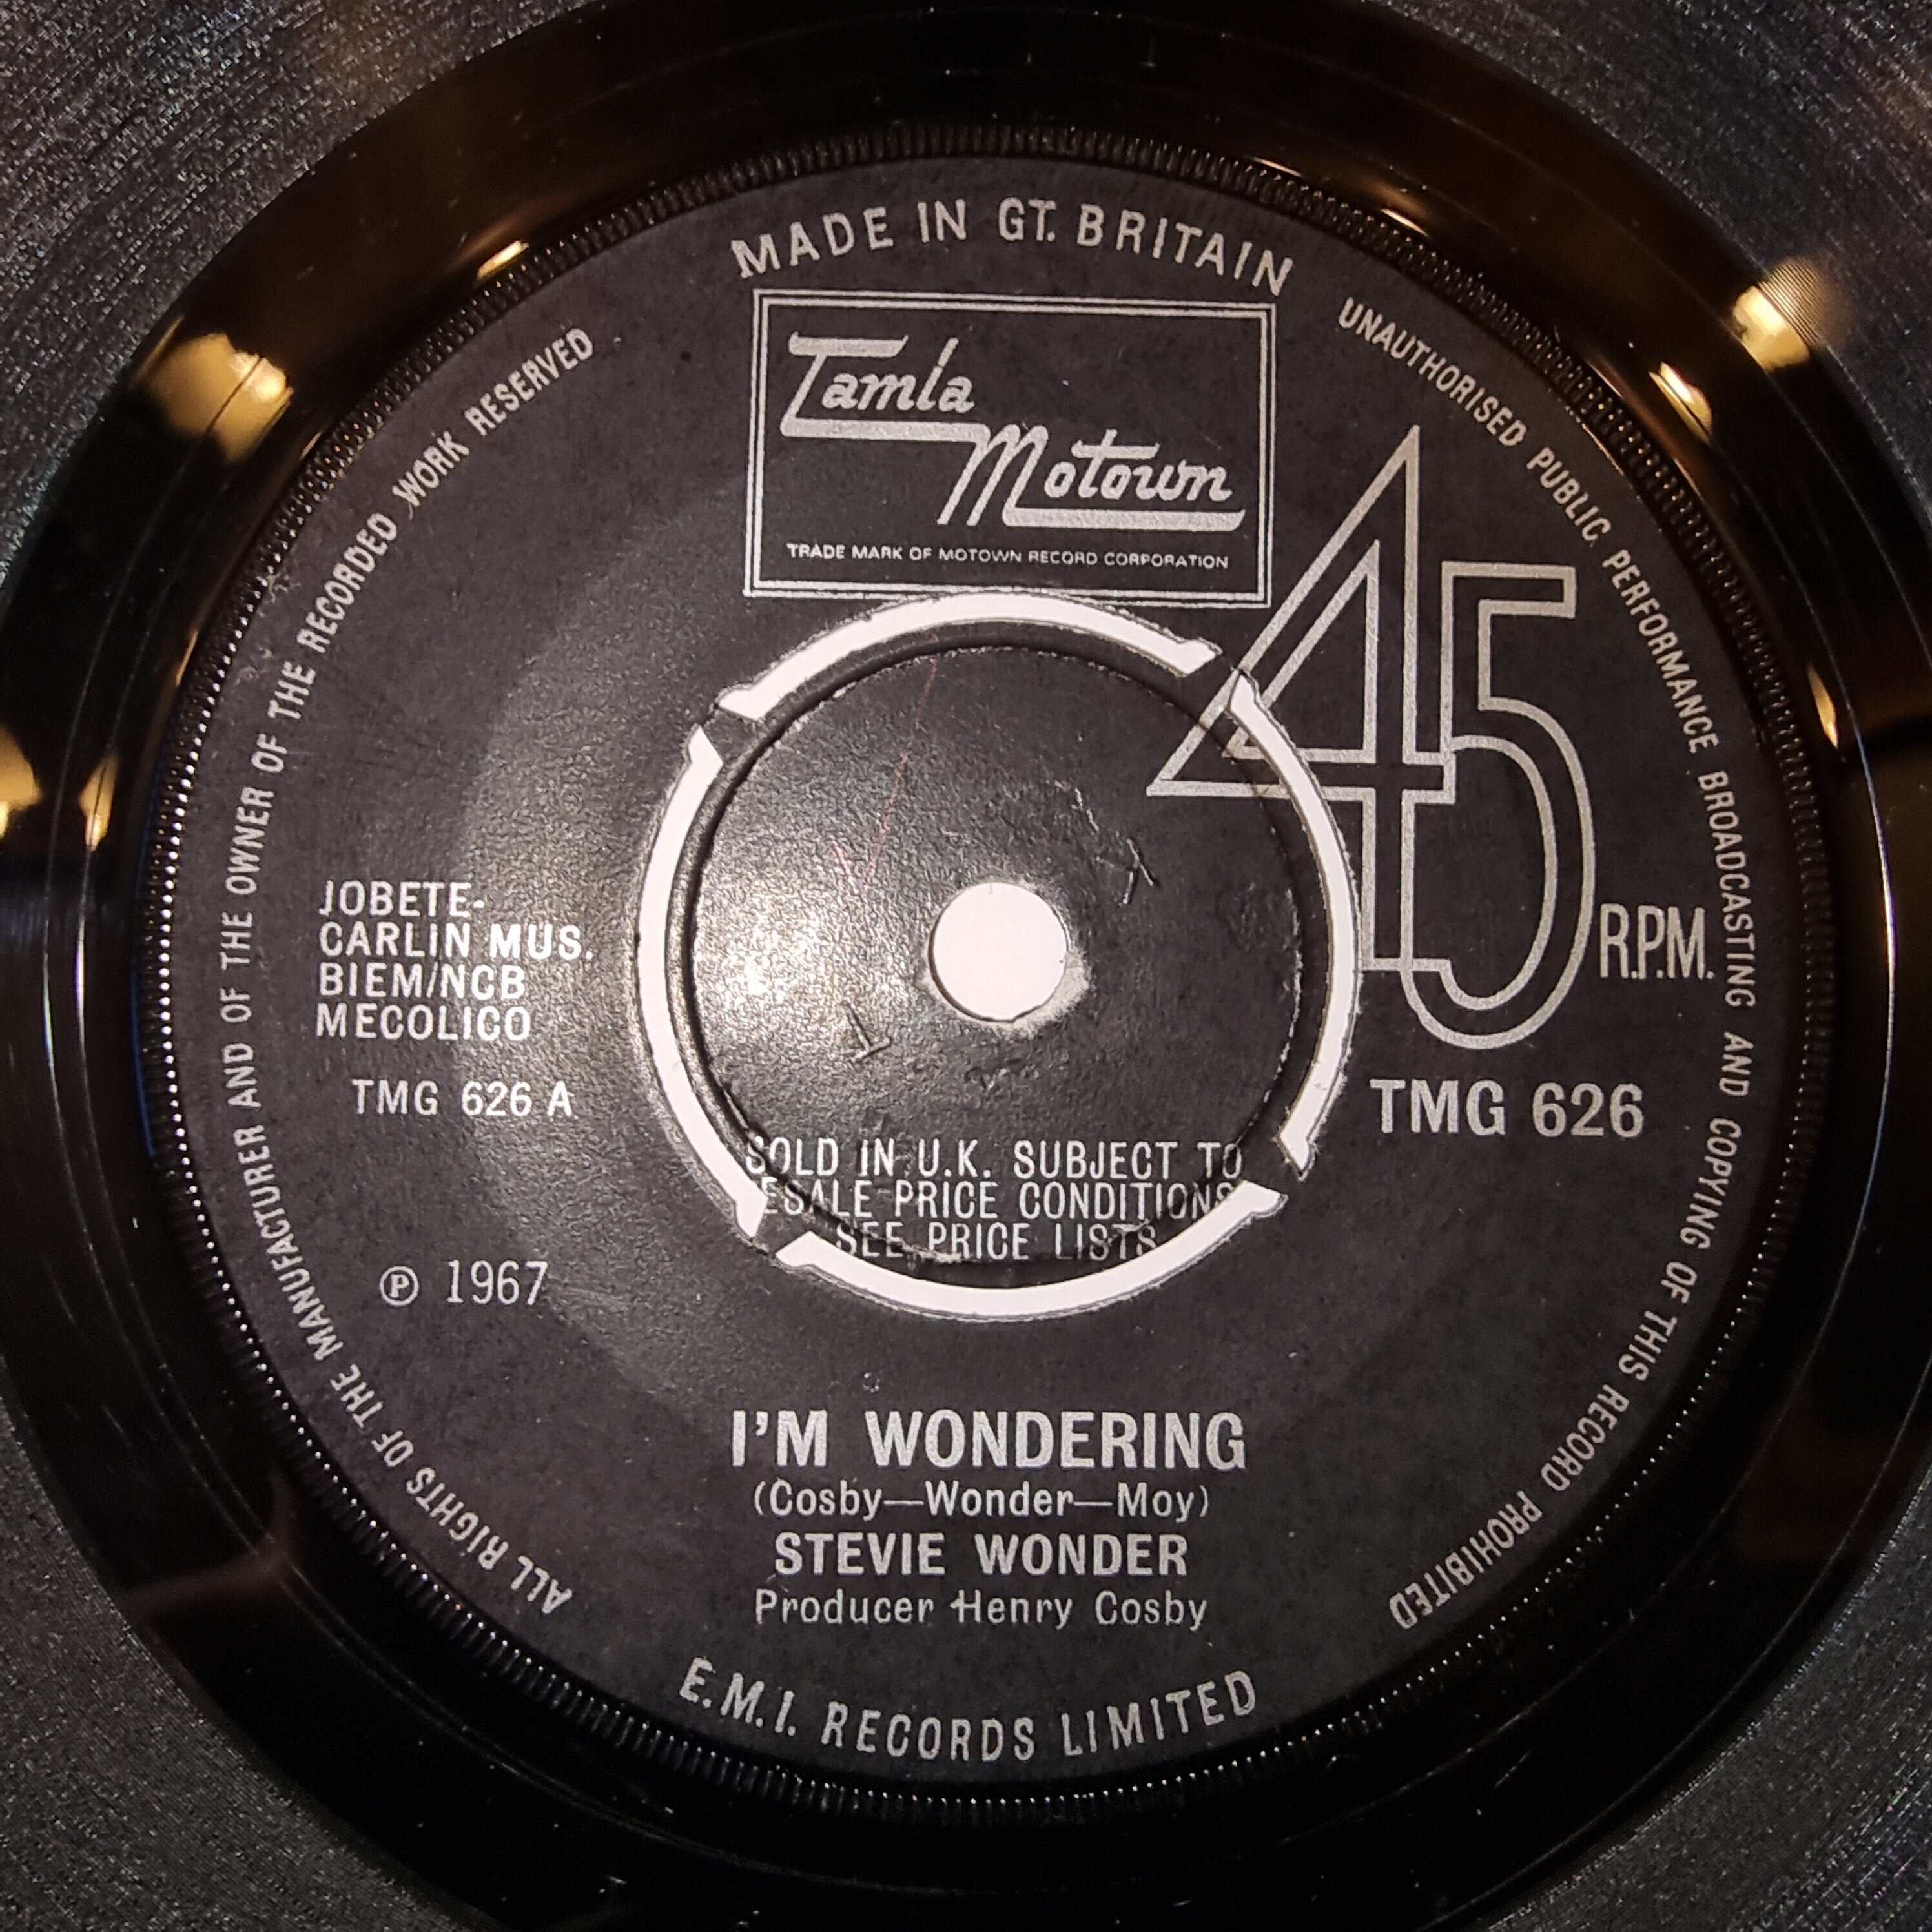 MADE IN GT. BRITAIN
Tamla
Motown
TRADE MARK OF MOTOWN RECORD CORPORATION
45
R.P.M.
JOBETE-
CARLIN MUS.
BIEM/NCB
MECOLICO
TMG 626 A
TMG 626
SOLD IN U.K. SUBJECT TO
ESALE PRICE CONDITIONS
SEE PRICE LISTS
Ⓟ 1967
I'M WONDERING
(Cosby—Wonder—Moy)
STEVIE WONDER
Producer Henry Cosby
E.M.I. RECORDS LIMITED
ALL RIGHTS OF THE MANUFACTURER AND OF THE OWNER OF THE RECORDED WORK RESERVED
UNAUTHORISED PUBLIC PERFORMANCE BROADCASTING AND COPYING OF THIS RECORD PROHIBITED